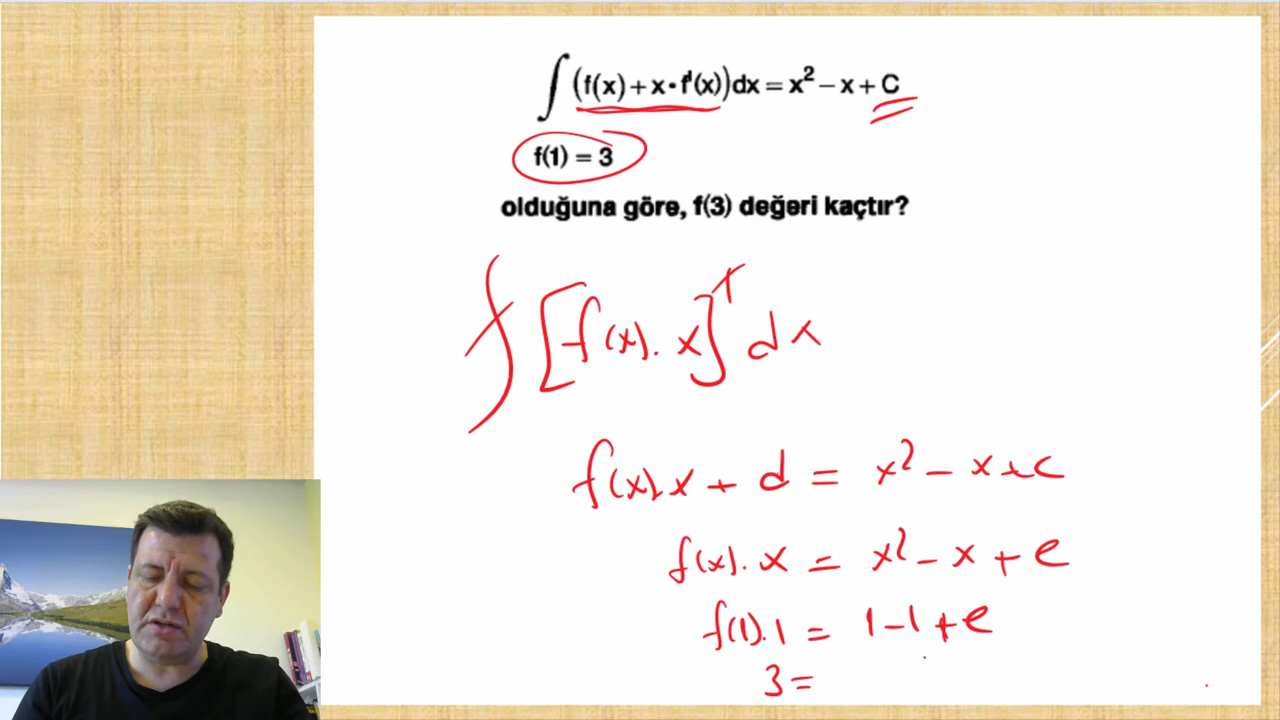 ∫(f(x)+x•f'(x))dx=x²−x+C
f(1) = 3
olduğuna göre, f(3) değeri kaçtır?
∫[f(x).x]' dx
f(x).x + d = x² − x + c
f(x).x = x² − x + e
f(1).1 = 1−1+e
3 =